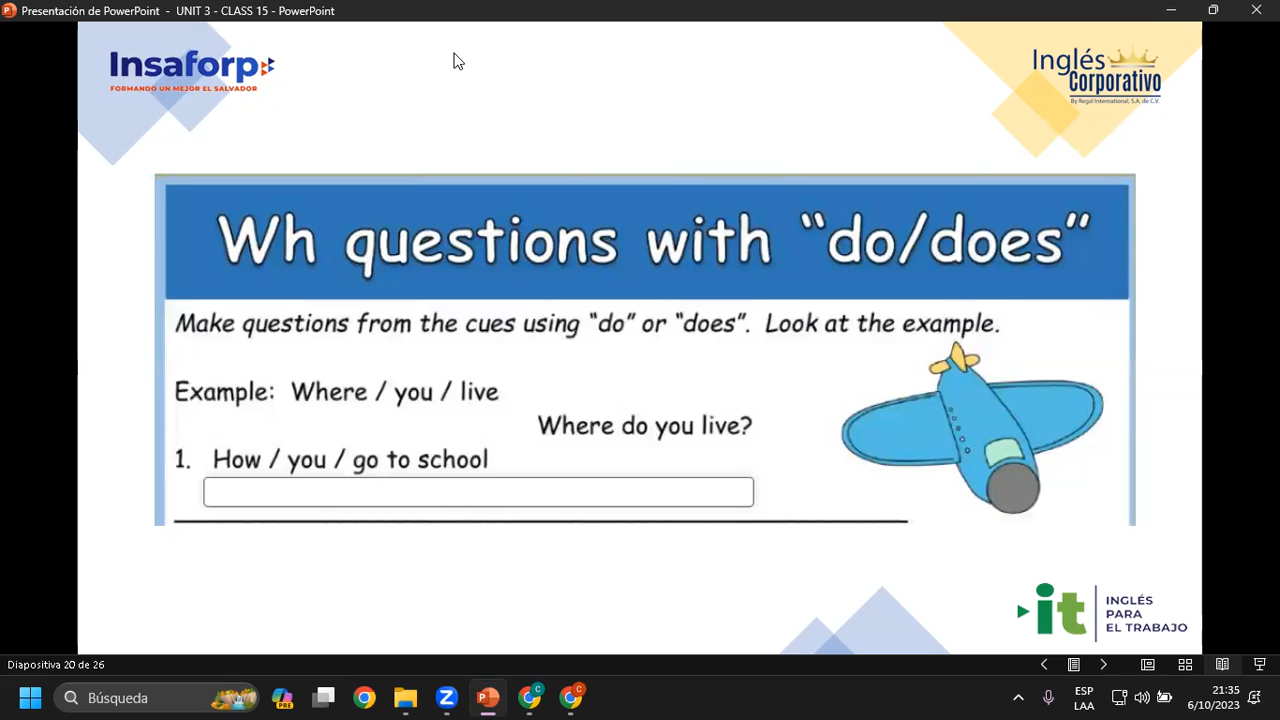 Presentación de PowerPoint - UNIT 3 - CLASS 15 - PowerPoint
Insaforp
FORMANDO UN MEJOR EL SALVADOR
Inglés
Corporativo
By Regal International, S.A. de C.V.
Wh questions with "do/does"
Make questions from the cues using "do" or "does". Look at the example.
Example: Where / you / live
Where do you live?
1. How / you / go to school
it
INGLÉS
PARA
EL TRABAJO
Diapositiva 20 de 26
Búsqueda
PRE
ESP
LAA
21:35
6/10/2023